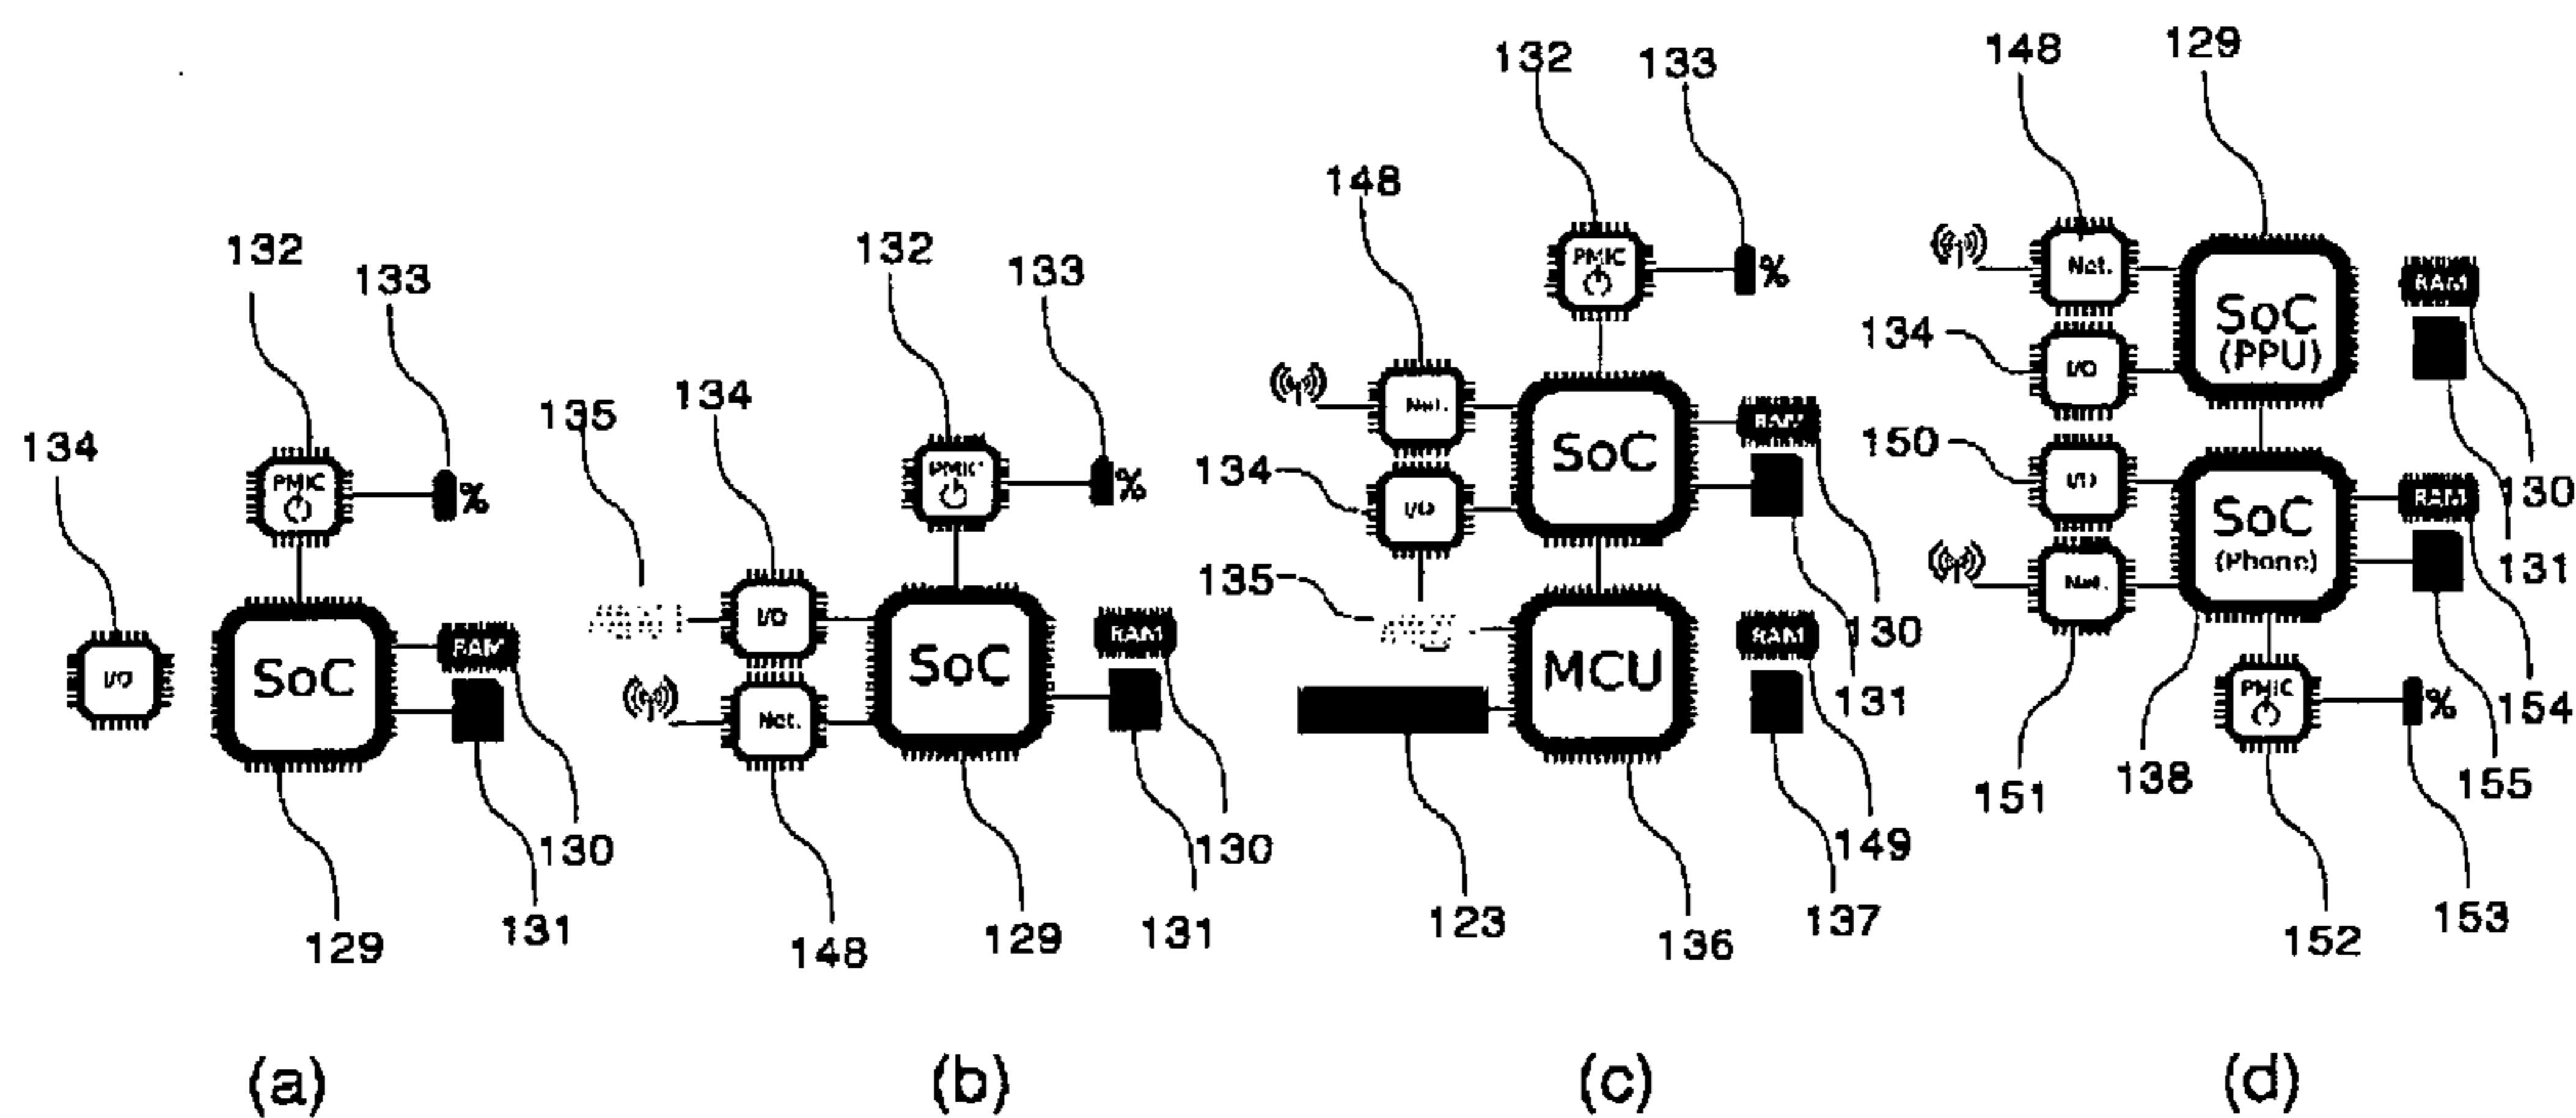 132
133
134
PMIC
%
I/O
SoC
RAM
130
131
129
(a)
132
133
135
134
PMIC
%
I/O
SoC
RAM
Net.
130
131
148
129
(b)
132
133
148
PMIC
%
Net.
SoC
RAM
134
I/O
135
130
131
MCU
RAM
149
137
123
136
(c)
148
129
Net.
SoC
(PPU)
RAM
134
I/O
150
I/O
130
131
SoC
(Phone)
RAM
Net.
151
138
154
155
PMIC
%
152
153
(d)